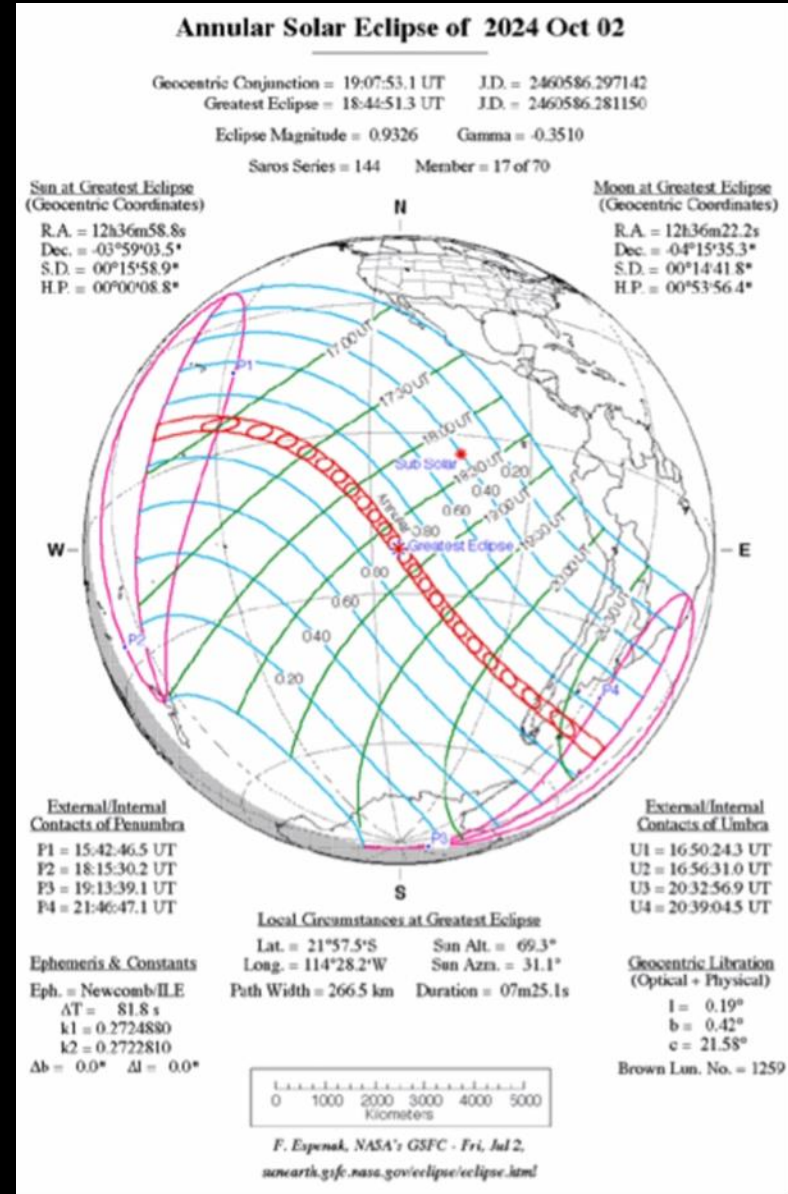 Annular Solar Eclipse of 2024 Oct 02
Geocentric Conjunction = 19:07:53.1 UT J.D. = 2460586.297142
Greatest Eclipse = 18:44:51.3 UT J.D. = 2460586.281150
Eclipse Magnitude = 0.9326 Gamma = -0.3510
Saros Series = 144 Member = 17 of 70
Sun at Greatest Eclipse
(Geocentric Coordinates)
R.A. = 12h36m58.8s
Dec. = -03°59'03.5"
S.D. = 00°15'58.9"
H.P. = 00°00'08.8"
Moon at Greatest Eclipse
(Geocentric Coordinates)
R.A. = 12h36m22.2s
Dec. = -04°15'35.3"
S.D. = 00°14'41.8"
H.P. = 00°53'56.4"
N
17:00 UT
P1
17:30 UT
18:00 UT
Sub Solar
18:30 UT
0.20
0.40
0.60
19:00 UT
Annular
0.80
19:30 UT
W
Greatest Eclipse
E
0.80
20:00 UT
0.60
20:30 UT
0.40
P2
0.20
P4
P3
S
External/Internal
Contacts of Penumbra
P1 = 15:42:46.5 UT
P2 = 18:15:30.2 UT
P3 = 19:13:39.1 UT
P4 = 21:46:47.1 UT
External/Internal
Contacts of Umbra
U1 = 16:50:24.3 UT
U2 = 16:56:31.0 UT
U3 = 20:32:56.9 UT
U4 = 20:39:04.5 UT
Local Circumstances at Greatest Eclipse
Lat. = 21°57.5'S Sun Alt. = 69.3°
Long. = 114°28.2'W Sun Azm. = 31.1°
Path Width = 266.5 km Duration = 07m25.1s
Ephemeris & Constants
Eph. = Newcomb/ILE
ΔT = 81.8 s
k1 = 0.2724880
k2 = 0.2722810
Δb = 0.0" Δl = 0.0"
Geocentric Libration
(Optical + Physical)
l = 0.19°
b = 0.42°
c = 21.58°
Brown Lun. No. = 1259
0 1000 2000 3000 4000 5000
Kilometers
F. Espenak, NASA's GSFC - Fri, Jul 2,
sunearth.gsfc.nasa.gov/eclipse/eclipse.html